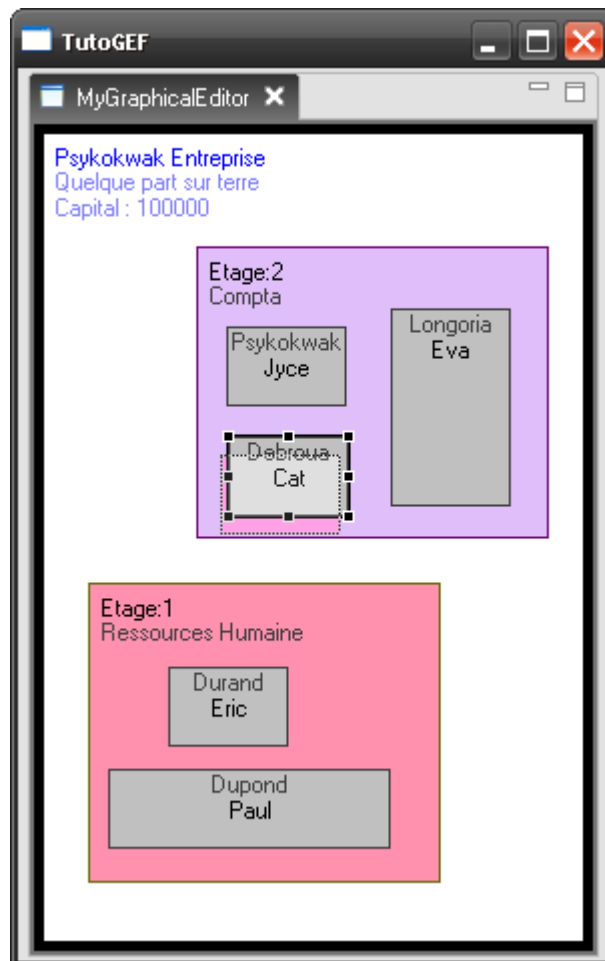 TutoGEF
MyGraphicalEditor
Psykokwak Entreprise
Quelque part sur terre
Capital : 100000
Etage:2
Compta
Psykokwak
Jyce
Longoria
Eva
Debroua
Cat
Etage:1
Ressources Humaine
Durand
Eric
Dupond
Paul